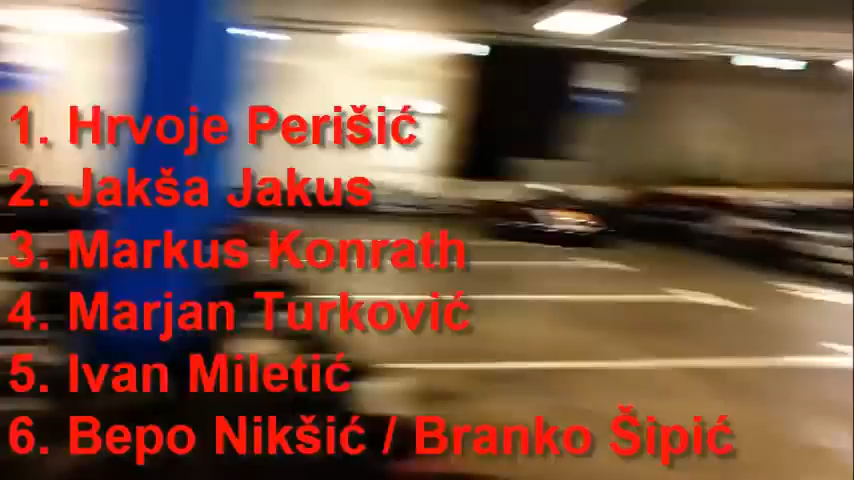 1. Hrvoje Perišić
2. Jakša Jakus
3. Markus Konrath
4. Marjan Turković
5. Ivan Miletić
6. Bepo Nikšić / Branko Šipić